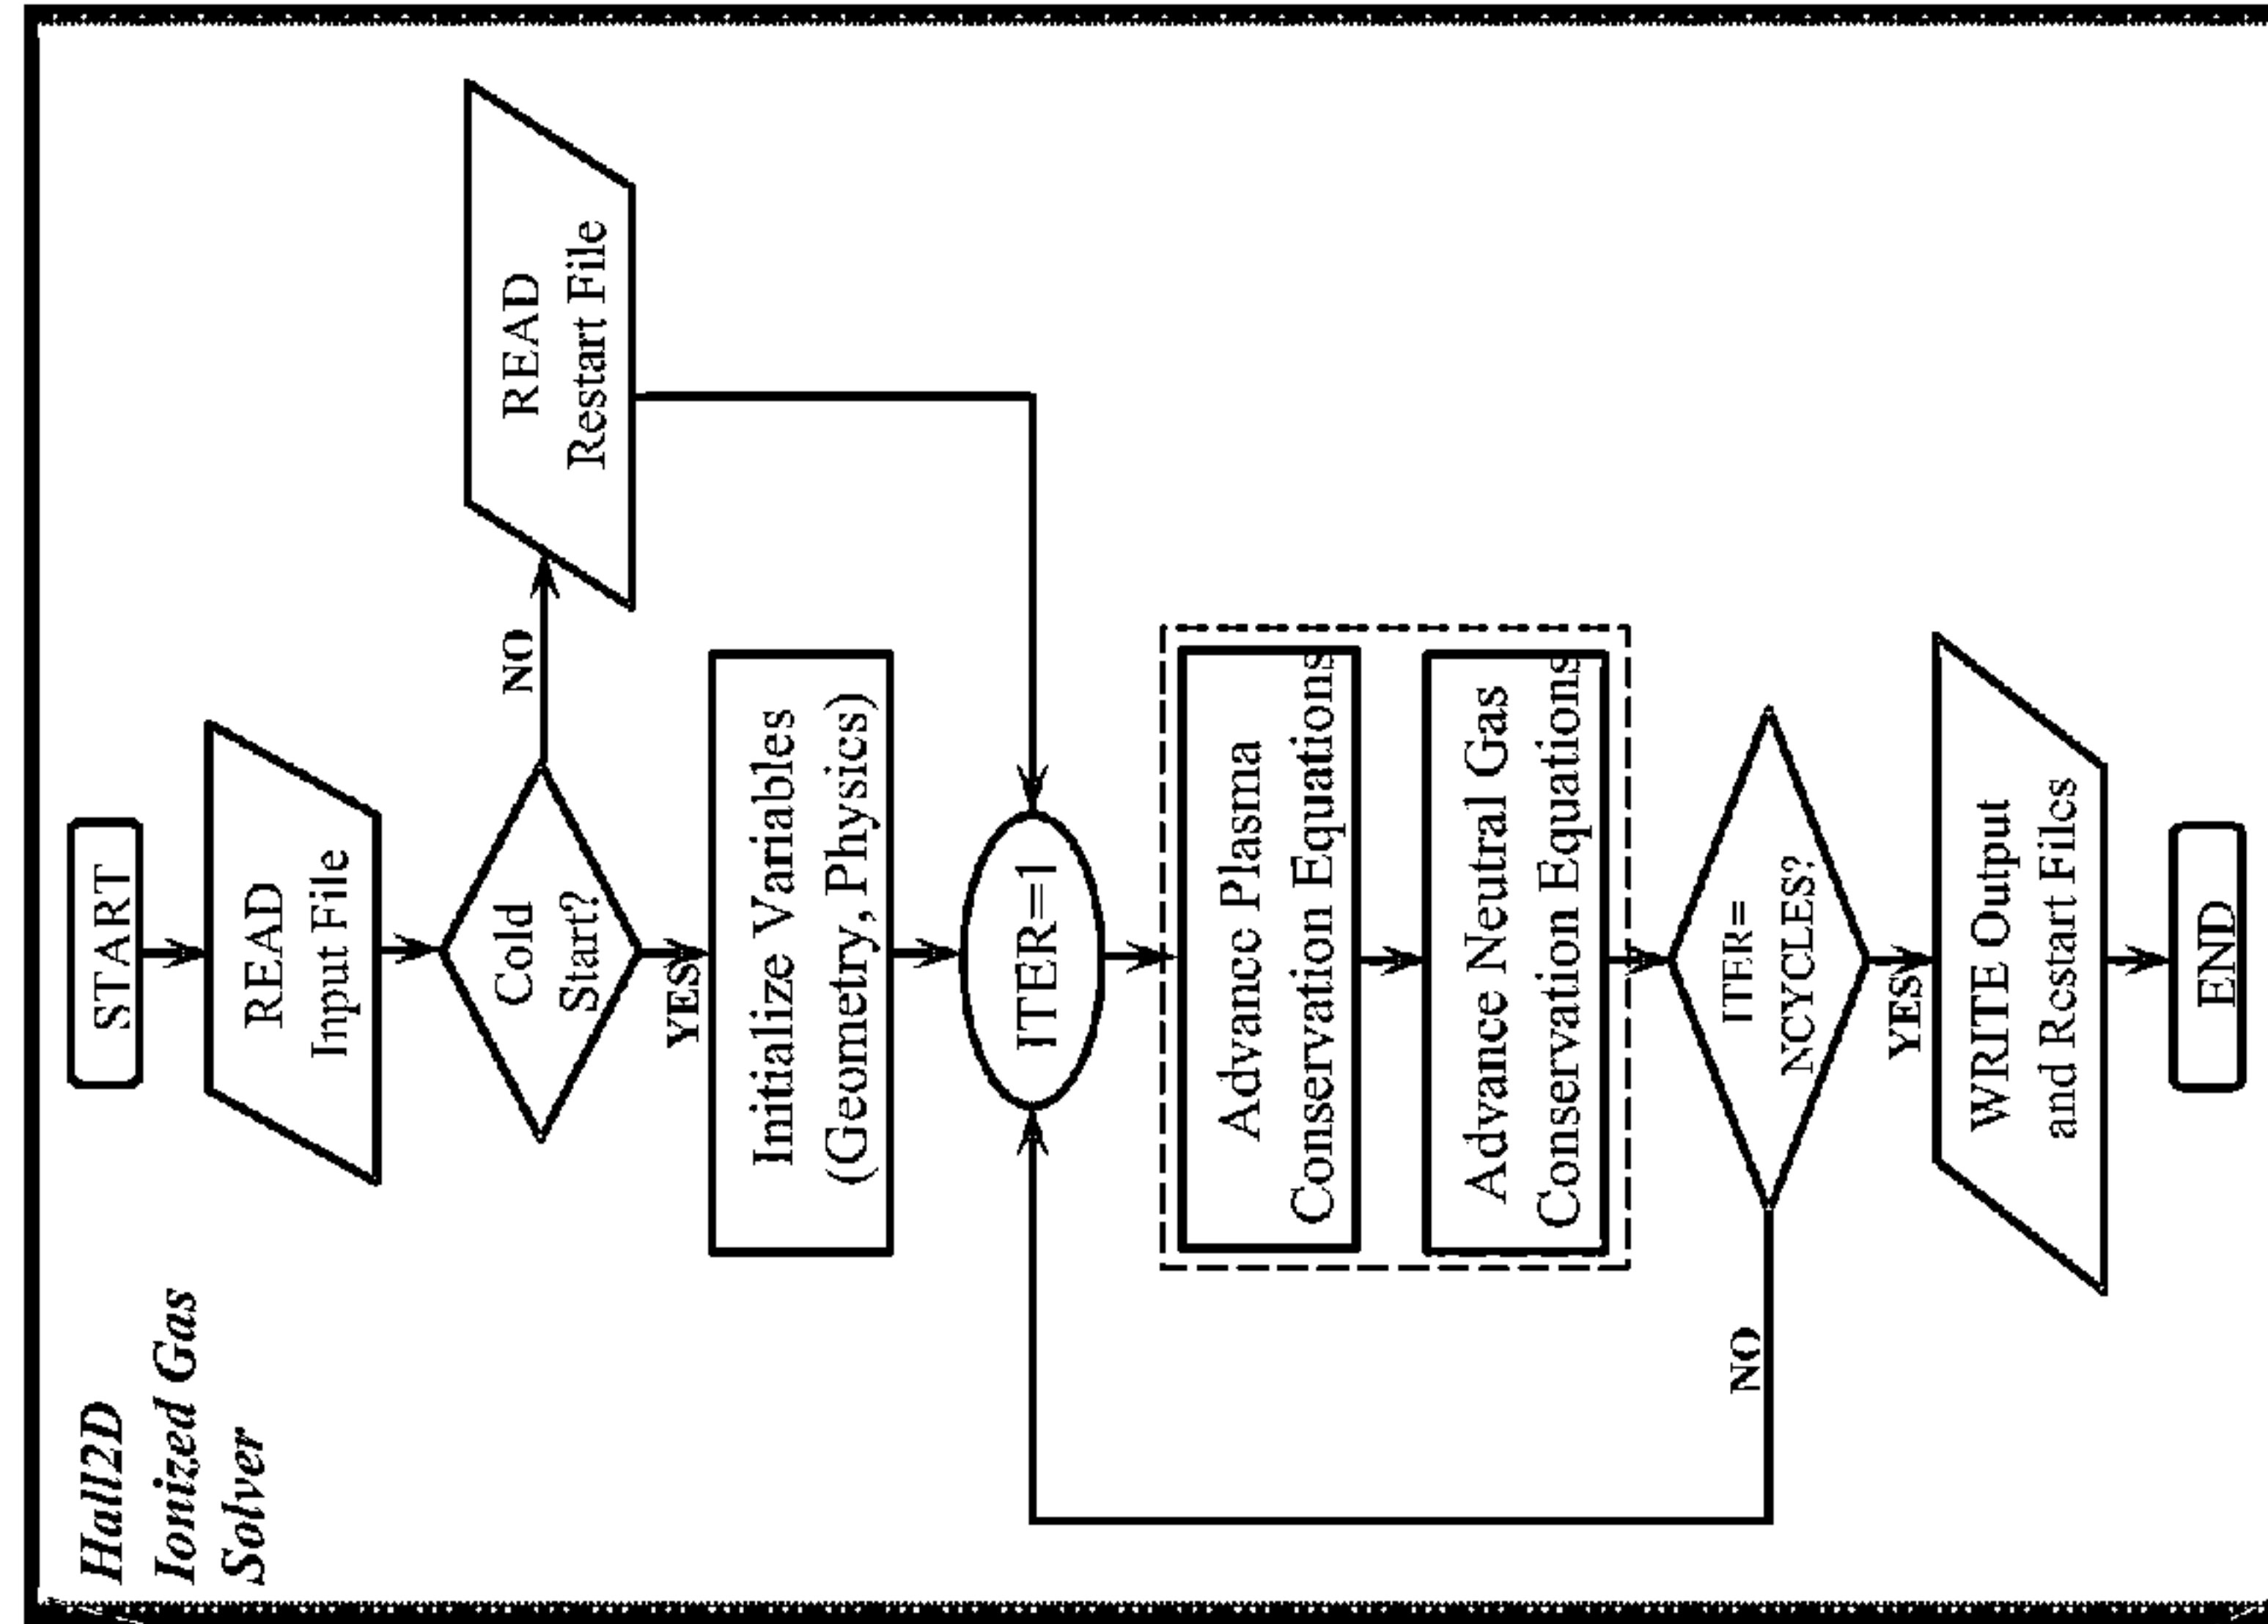 Hall2D
Ionized Gas
Solver
START
READ
Input File
Cold
Start?
NO
READ
Restart File
YES
Initialize Variables
(Geometry, Physics)
ITER=1
Advance Plasma
Conservation Equations
Advance Neutral Gas
Conservation Equations
ITER=
NCYCLES?
NO
YES
WRITE Output
and Restart Files
END